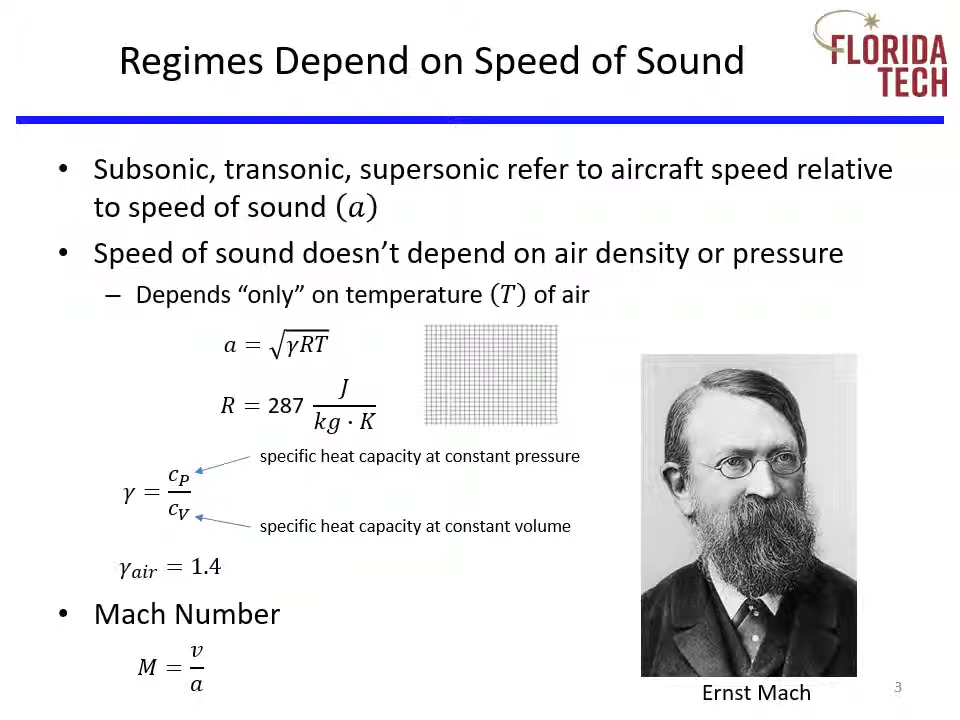 Regimes Depend on Speed of Sound
FLORIDA
TECH
• Subsonic, transonic, supersonic refer to aircraft speed relative
to speed of sound (a)
• Speed of sound doesn’t depend on air density or pressure
– Depends “only” on temperature (T) of air
a = √γRT
R = 287 J/kg · K
specific heat capacity at constant pressure
γ = c_P/c_V
specific heat capacity at constant volume
γ_air = 1.4
• Mach Number
M = v/a
Ernst Mach
3